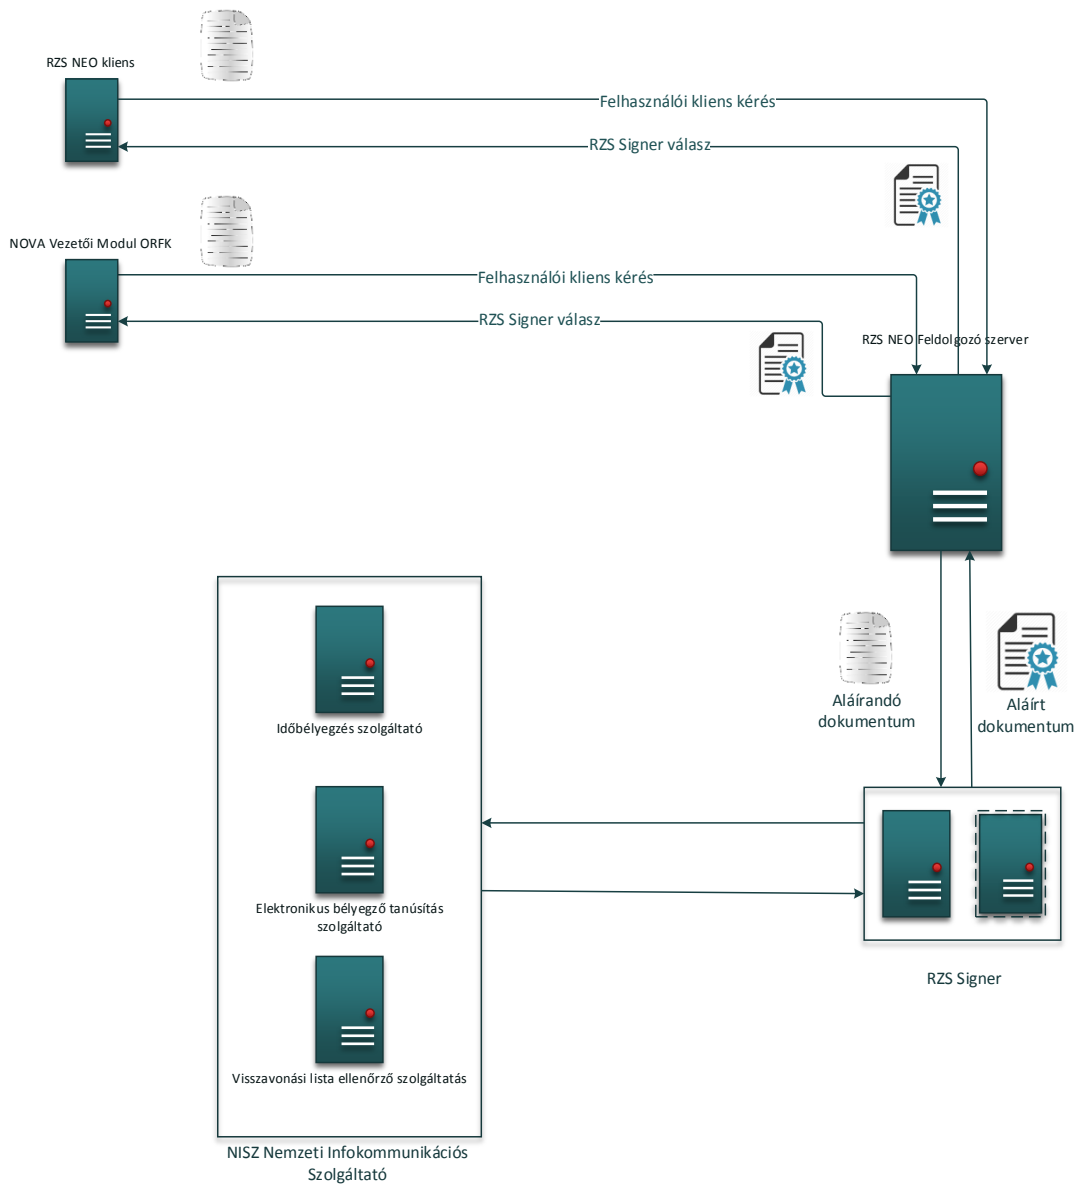 RZS NEO kliens
Felhasználói kliens kérés
RZS Signer válasz
NOVA Vezetői Modul ORFK
Felhasználói kliens kérés
RZS Signer válasz
RZS NEO Feldolgozó szerver
Aláírandó
dokumentum
Aláírt
dokumentum
Időbélyegzés szolgáltató
Elektronikus bélyegző tanúsítás
szolgáltató
RZS Signer
Visszavonási lista ellenőrző szolgáltatás
NISZ Nemzeti Infokommunikációs
Szolgáltató